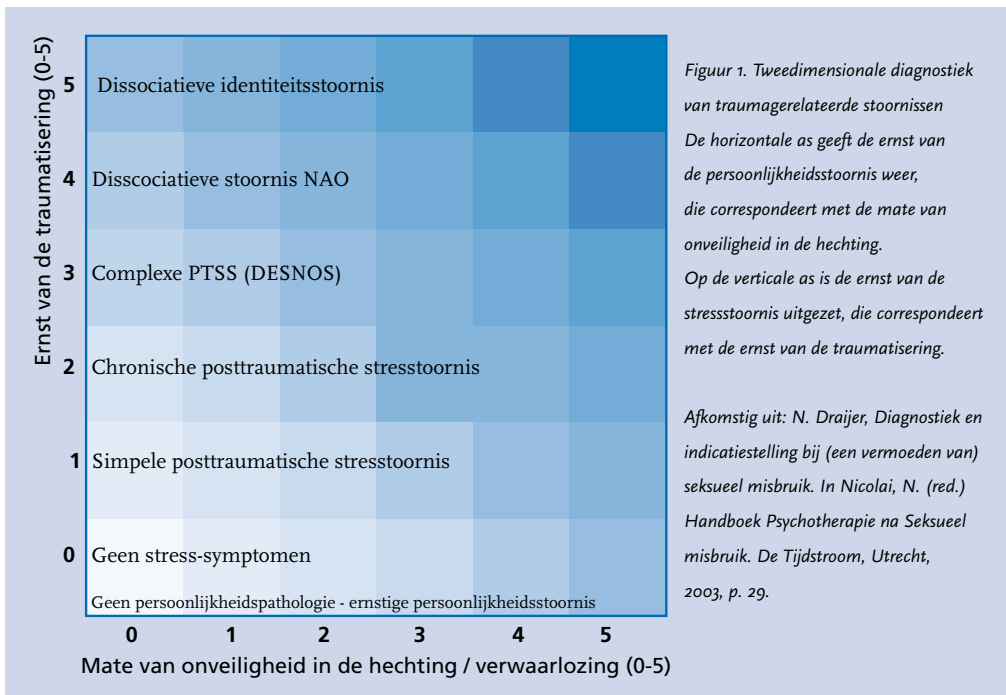 Ernst van de traumatisering (0-5)
5 Dissociatieve identiteitsstoornis
4 Disscociatieve stoornis NAO
3 Complexe PTSS (DESNOS)
2 Chronische posttraumatische stresstoornis
1 Simpele posttraumatische stresstoornis
0 Geen stress-symptomen
Geen persoonlijkheidspathologie - ernstige persoonlijkheidsstoornis
0 1 2 3 4 5
Mate van onveiligheid in de hechting / verwaarlozing (0-5)
Figuur 1. Tweedimensionale diagnostiek
van traumagerelateerde stoornissen
De horizontale as geeft de ernst van
de persoonlijkheidsstoornis weer,
die correspondeert met de mate van
onveiligheid in de hechting.
Op de verticale as is de ernst van de
stressstoornis uitgezet, die correspondeert
met de ernst van de traumatisering.
Afkomstig uit: N. Draijer, Diagnostiek en
indicatiestelling bij (een vermoeden van)
seksueel misbruik. In Nicolai, N. (red.)
Handboek Psychotherapie na Seksueel
misbruik. De Tijdstroom, Utrecht,
2003, p. 29.